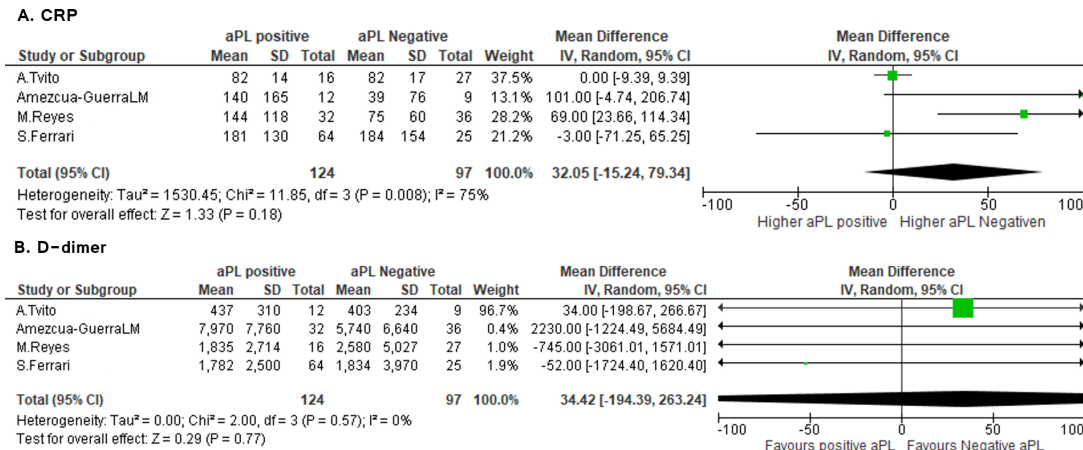 A. CRP
aPL positive aPL Negative Mean Difference Mean Difference
Study or Subgroup Mean SD Total Mean SD Total Weight IV, Random, 95% CI IV, Random, 95% CI
A.Tvito 82 14 16 82 17 27 37.5% 0.00 [-9.39, 9.39]
Amezcua-GuerraLM 140 165 12 39 76 9 13.1% 101.00 [-4.74, 206.74]
M.Reyes 144 118 32 75 60 36 28.2% 69.00 [23.66, 114.34]
S.Ferrari 181 130 64 184 154 25 21.2% -3.00 [-71.25, 65.25]
Total (95% CI) 124 97 100.0% 32.05 [-15.24, 79.34]
Heterogeneity: Tau² = 1530.45; Chi² = 11.85, df = 3 (P = 0.008); I² = 75%
Test for overall effect: Z = 1.33 (P = 0.18)
-100 -50 0 50 100
Higher aPL positive Higher aPL Negativen
B. D-dimer
aPL positive aPL Negative Mean Difference Mean Difference
Study or Subgroup Mean SD Total Mean SD Total Weight IV, Random, 95% CI IV, Random, 95% CI
A.Tvito 437 310 12 403 234 9 96.7% 34.00 [-198.67, 266.67]
Amezcua-GuerraLM 7,970 7,760 32 5,740 6,640 36 0.4% 2230.00 [-1224.49, 5684.49]
M.Reyes 1,835 2,714 16 2,580 5,027 27 1.0% -745.00 [-3061.01, 1571.01]
S.Ferrari 1,782 2,500 64 1,834 3,970 25 1.9% -52.00 [-1724.40, 1620.40]
Total (95% CI) 124 97 100.0% 34.42 [-194.39, 263.24]
Heterogeneity: Tau² = 0.00; Chi² = 2.00, df = 3 (P = 0.57); I² = 0%
Test for overall effect: Z = 0.29 (P = 0.77)
-100 -50 0 50 100
Favours positive aPL Favours Negative aPL